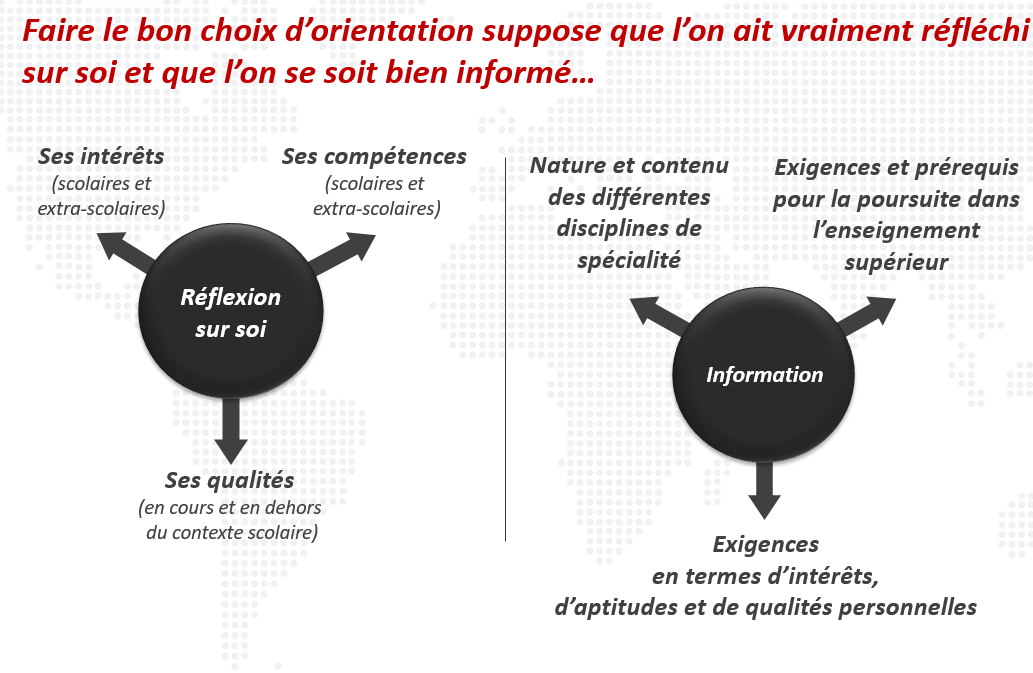 Faire le bon choix d’orientation suppose que l’on ait vraiment réfléchi
sur soi et que l’on se soit bien informé…
Ses intérêts
(scolaires et
extra-scolaires)
Ses compétences
(scolaires et
extra-scolaires)
Réflexion
sur soi
Ses qualités
(en cours et en dehors
du contexte scolaire)
Nature et contenu
des différentes
disciplines de
spécialité
Exigences et prérequis
pour la poursuite dans
l’enseignement
supérieur
Information
Exigences
en termes d’intérêts,
d’aptitudes et de qualités personnelles